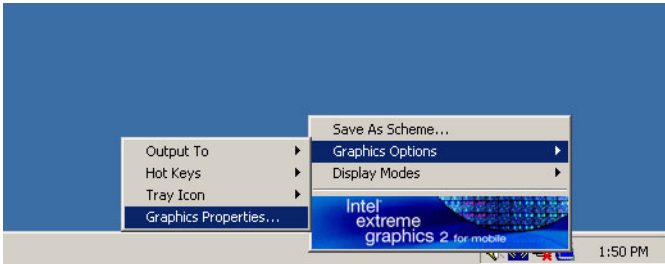 Save As Scheme...
Graphics Options
Display Modes
Output To
Hot Keys
Tray Icon
Graphics Properties...
Intel
extreme
graphics 2 for mobile
1:50 PM